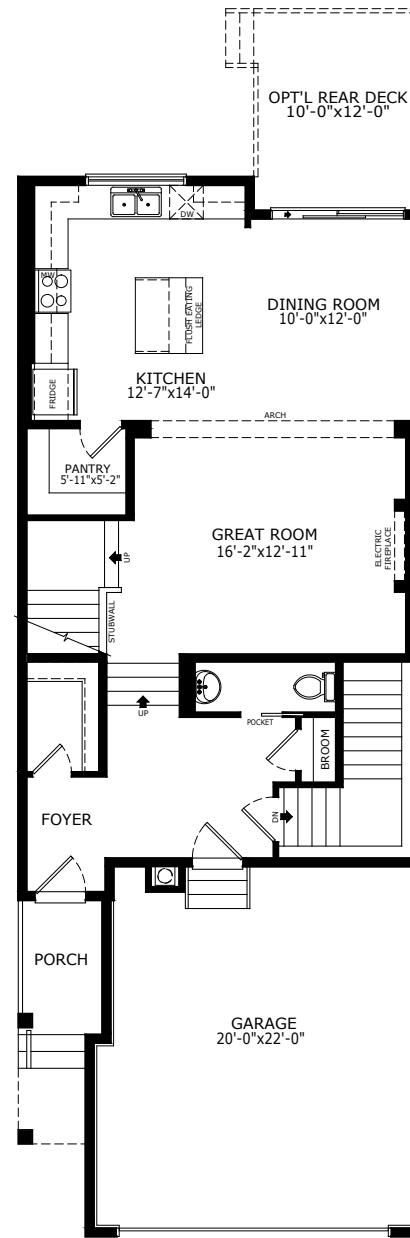 OPT'L REAR DECK
10'-0"x12'-0"
DW
MW
FLUSH EATING
LEDGE
DINING ROOM
10'-0"x12'-0"
KITCHEN
12'-7"x14'-0"
FRIDGE
ARCH
PANTRY
5'-11"x5'-2"
GREAT ROOM
16'-2"x12'-11"
ELECTRIC
FIREPLACE
UP
STUBWALL
UP
POCKET
BROOM
FOYER
DN
PORCH
GARAGE
20'-0"x22'-0"